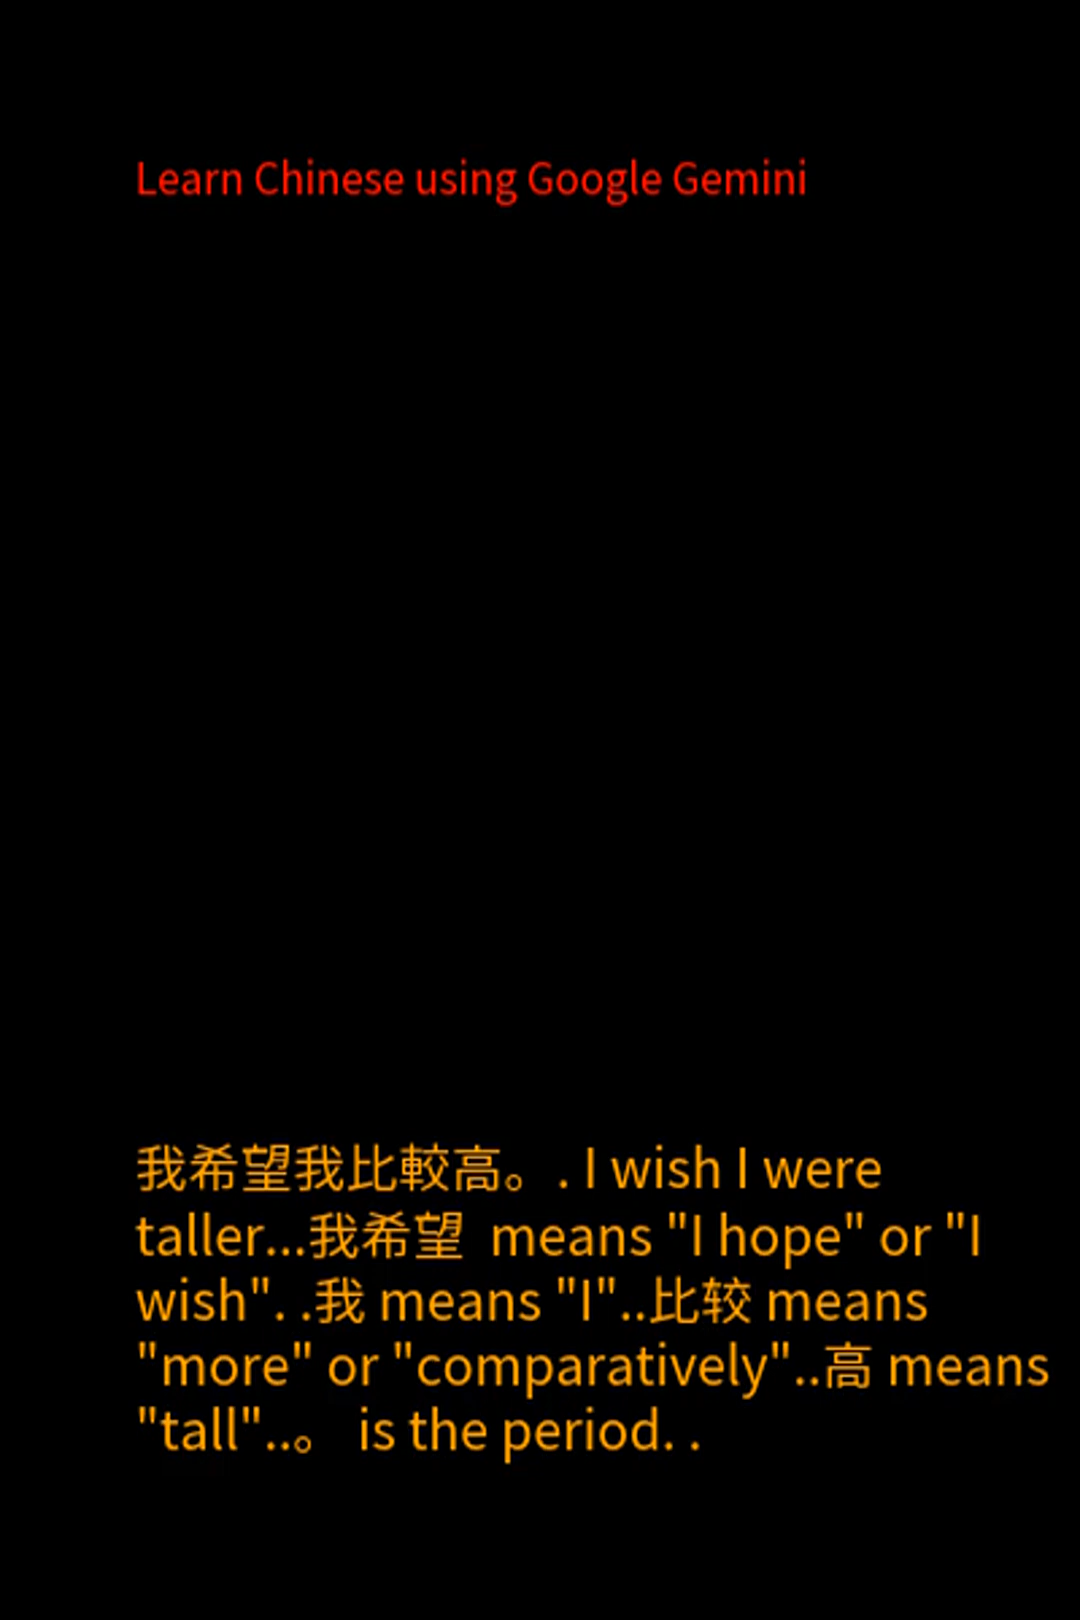 Learn Chinese using Google Gemini
我希望我比較高。. I wish I were
taller...我希望 means "I hope" or "I
wish". .我 means "I"..比较 means
"more" or "comparatively"..高 means
"tall"..。 is the period. .